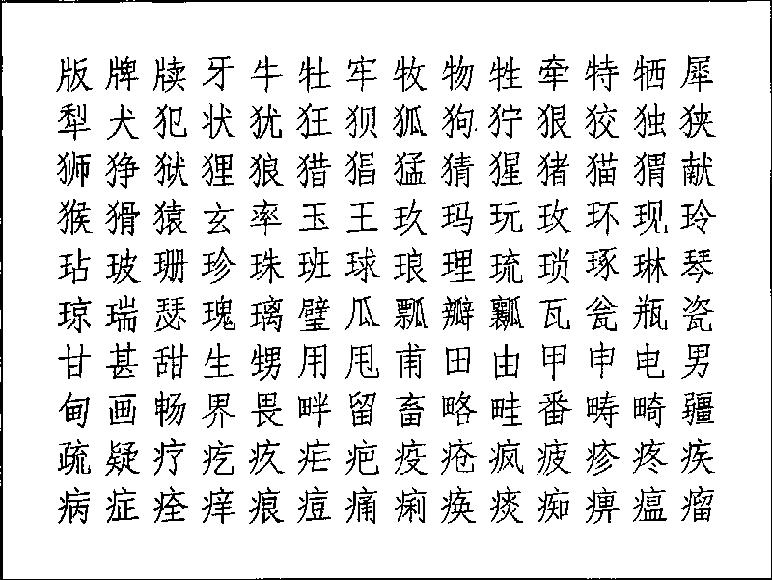 版牌牍牙牛牡牢牧物牲牵特牺犀
犁犬犯状犹狂狈狐狗狞狠狡独狭
狮狰狱狸狼猎猖猛猜猩猪猫猬献
猴猾猿玄率玉王玖玛玩玫环现玲
玷玻珊珍珠班球琅理琉琐琢琳琴
琼瑞瑟瑰璃璧瓜瓢瓣瓤瓦瓮瓶瓷
甘甚甜生甥用甩甫田由甲申电男
甸画畅界畏畔留畜略畦番畴畸疆
疏疑疗疙疚疟疤疫疮疯疲疹疼疾
病症痊痒痕痘痛痢痪痰痴痹瘟瘤